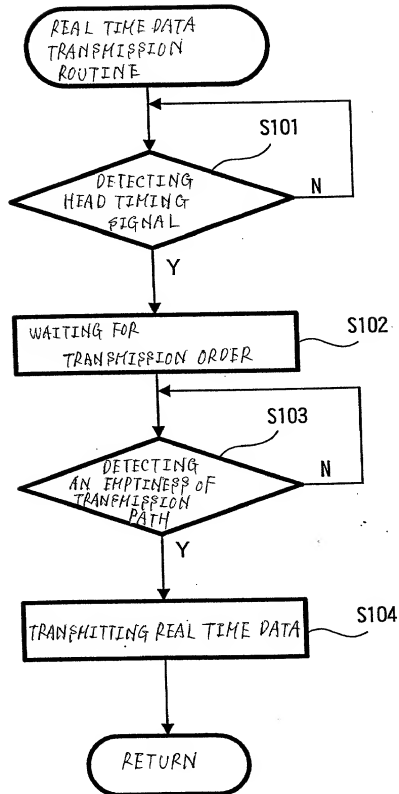 REAL TIME DATA
TRANSMISSION
ROUTINE
S101
DETECTING
HEAD TIMING
SIGNAL
N
Y
WAITING FOR
TRANSMISSION ORDER
S102
S103
DETECTING
AN EMPTINESS OF
TRANSMISSION
PATH
N
Y
TRANSMITTING REAL TIME DATA
S104
RETURN